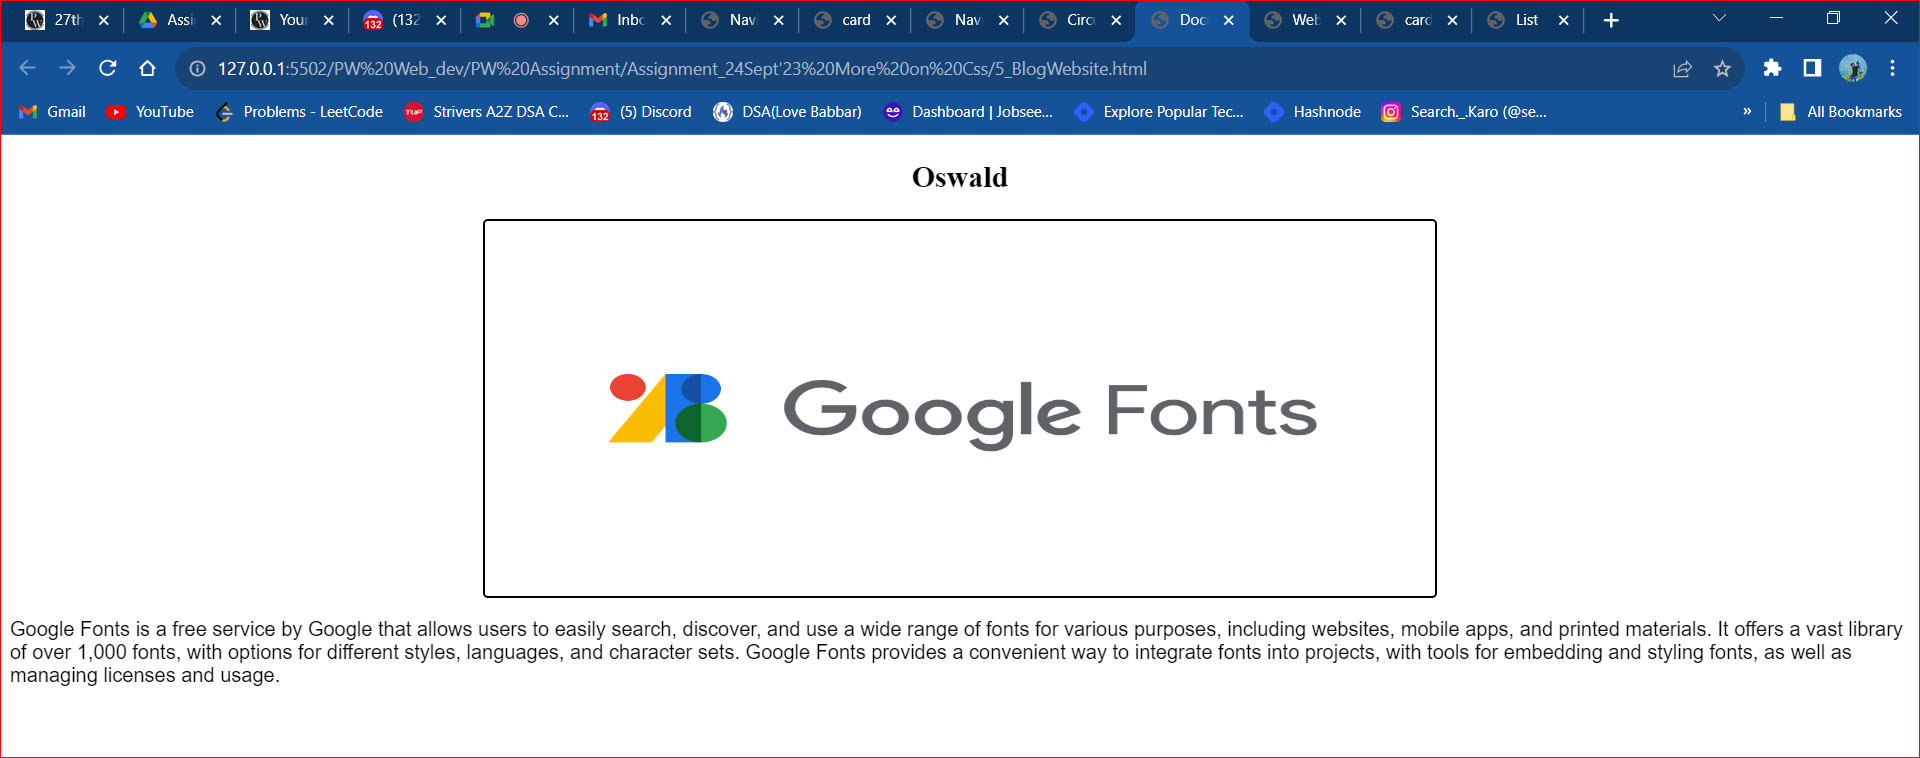 27th
Assi
Your
(132
Inbo
Navi
card
Navi
Circu
Doc
Web
card
List
127.0.0.1:5502/PW%20Web_dev/PW%20Assignment/Assignment_24Sept'23%20More%20on%20Css/5_BlogWebsite.html
Gmail
YouTube
Problems - LeetCode
Strivers A2Z DSA C...
132
(5) Discord
DSA(Love Babbar)
Dashboard | Jobsee...
Explore Popular Tec...
Hashnode
Search._.Karo (@se...
»
All Bookmarks
Oswald
Google Fonts
Google Fonts is a free service by Google that allows users to easily search, discover, and use a wide range of fonts for various purposes, including websites, mobile apps, and printed materials. It offers a vast library
of over 1,000 fonts, with options for different styles, languages, and character sets. Google Fonts provides a convenient way to integrate fonts into projects, with tools for embedding and styling fonts, as well as
managing licenses and usage.